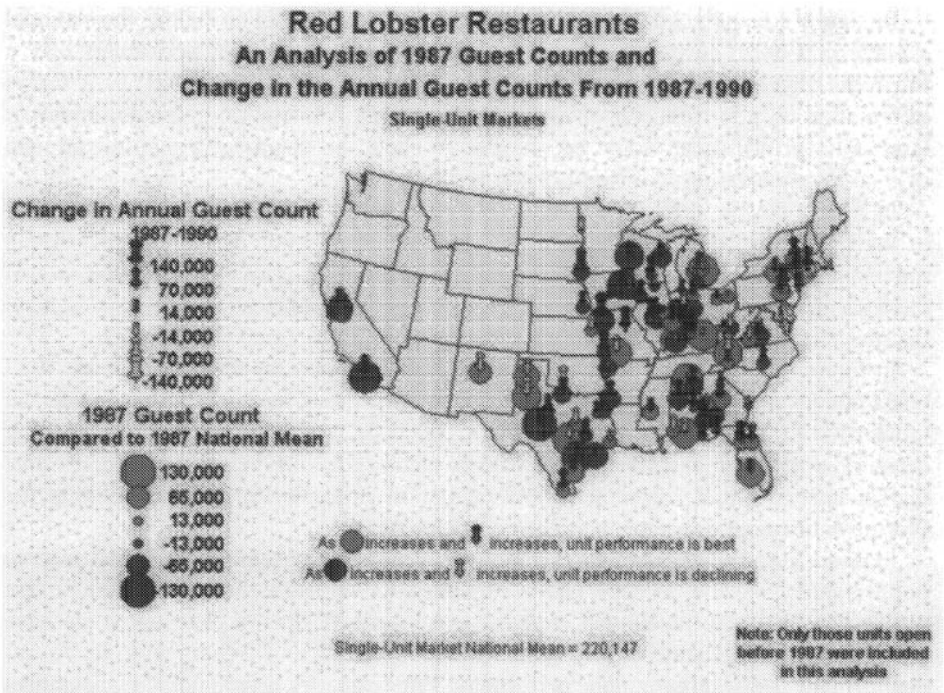 Red Lobster Restaurants
An Analysis of 1987 Guest Counts and
Change in the Annual Guest Counts From 1987-1990
Single-Unit Markets
Change in Annual Guest Count
1987-1990
140,000
70,000
14,000
-14,000
-70,000
-140,000
1987 Guest Count
Compared to 1987 National Mean
130,000
65,000
13,000
-13,000
-65,000
-130,000
As increases and increases, unit performance is best
As increases and increases, unit performance is declining
Single-Unit Market National Mean = 220,147
Note: Only those units open
before 1987 were included
in this analysis